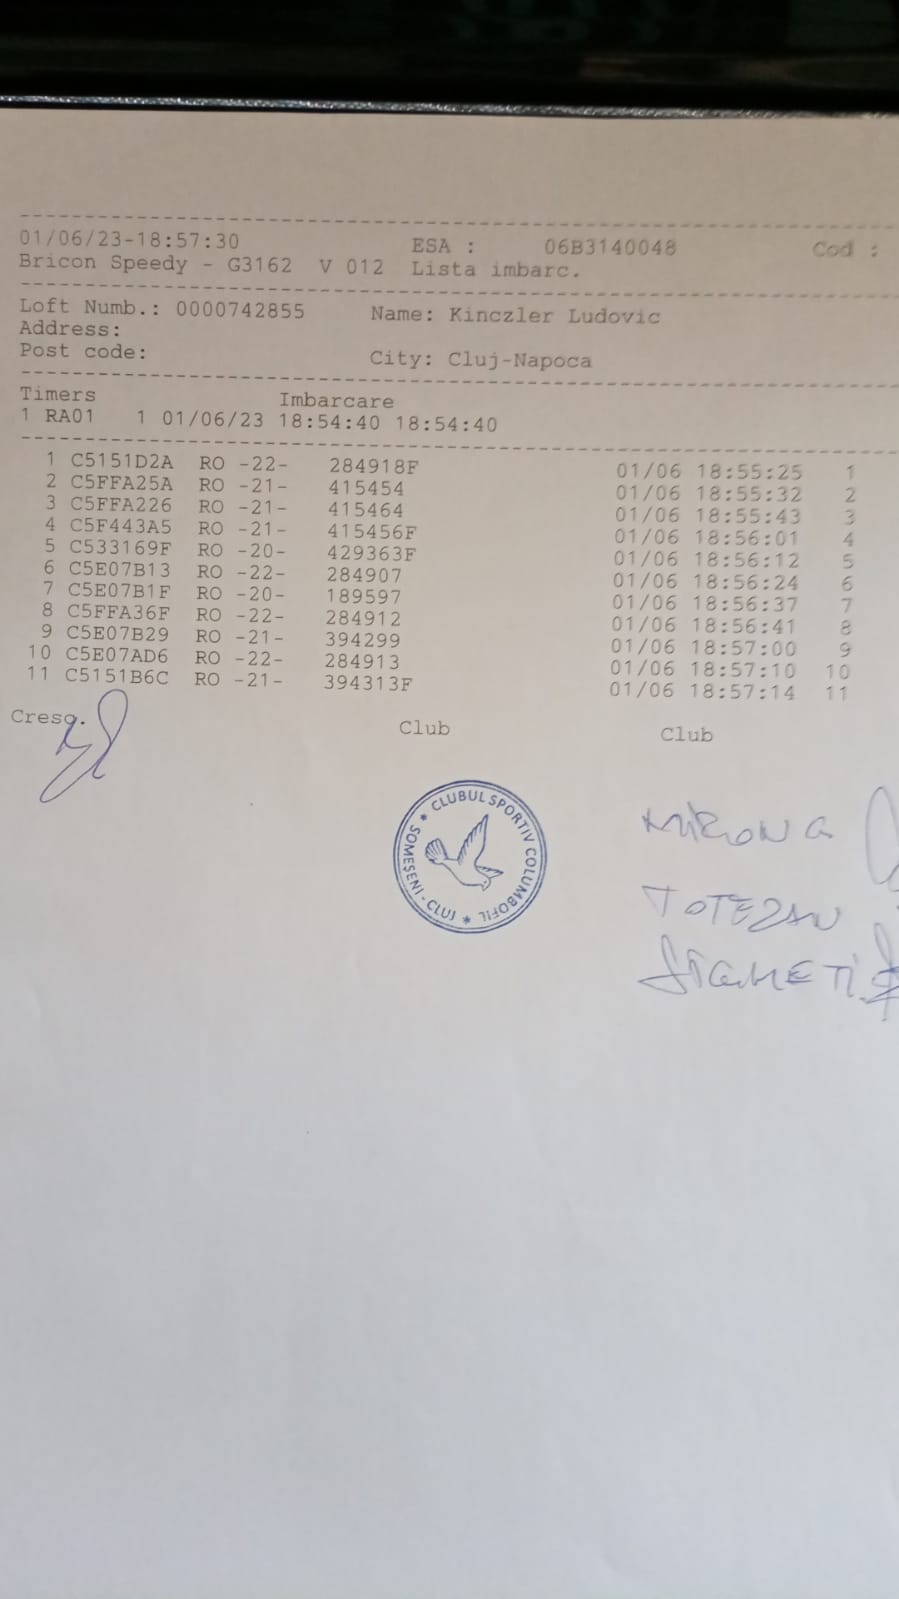 01/06/23-18:57:30 ESA : 06B3140048 Cod :
Bricon Speedy - G3162 V 012 Lista imbarc.
Loft Numb.: 0000742855 Name: Kinczler Ludovic
Address:
Post code: City: Cluj-Napoca
Timers Imbarcare
1 RA01 1 01/06/23 18:54:40 18:54:40
1 C5151D2A RO -22- 284918F 01/06 18:55:25 1
2 C5FFA25A RO -21- 415454 01/06 18:55:32 2
3 C5FFA226 RO -21- 415464 01/06 18:55:43 3
4 C5F443A5 RO -21- 415456F 01/06 18:56:01 4
5 C533169F RO -20- 429363F 01/06 18:56:12 5
6 C5E07B13 RO -22- 284907 01/06 18:56:24 6
7 C5E07B1F RO -20- 189597 01/06 18:56:37 7
8 C5FFA36F RO -22- 284912 01/06 18:56:41 8
9 C5E07B29 RO -21- 394299 01/06 18:57:00 9
10 C5E07AD6 RO -22- 284913 01/06 18:57:10 10
11 C5151B6C RO -21- 394313F 01/06 18:57:14 11
Cresc. Club Club
CLUBUL SPORTIV COLUMBOFIL * SOMEȘENI - CLUJ *
TOTEZAN